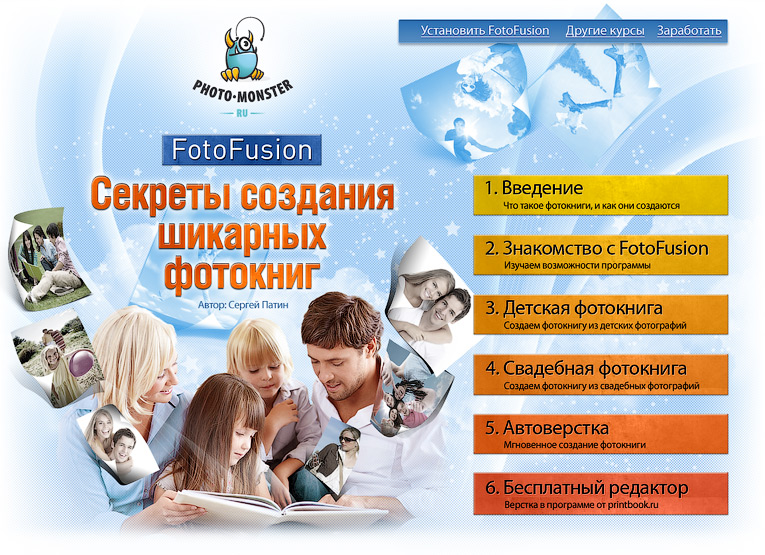 Установить FotoFusion Другие курсы Заработать
PHOTO•MONSTER
RU
FotoFusion
Секреты создания
шикарных
фотокниг
Автор: Сергей Патин
1. Введение
Что такое фотокниги, и как они создаются
2. Знакомство с FotoFusion
Изучаем возможности программы
3. Детская фотокнига
Создаем фотокнигу из детских фотографий
4. Свадебная фотокнига
Создаем фотокнигу из свадебных фотографий
5. Автоверстка
Мгновенное создание фотокниги
6. Бесплатный редактор
Верстка в программе от printbook.ru